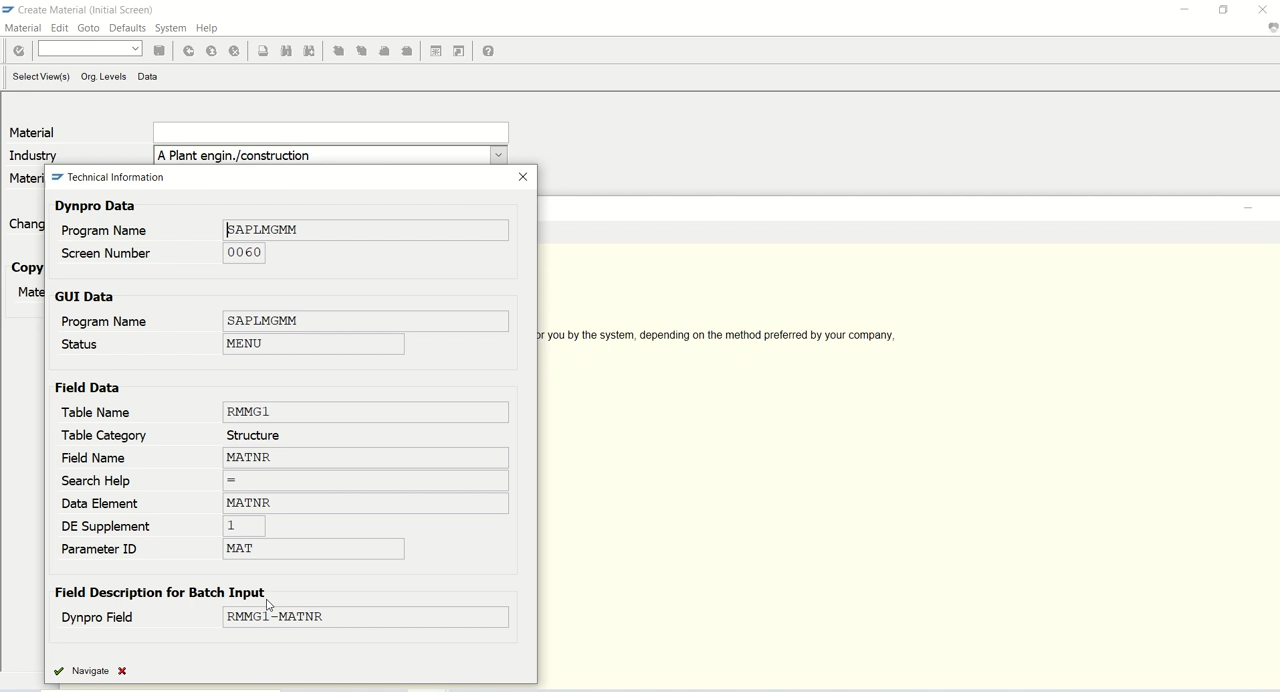 Create Material (Initial Screen)
Material Edit Goto Defaults System Help
Select View(s) Org. Levels Data
Material
Industry A Plant engin./construction
Materi
Technical Information
Dynpro Data
Program Name SAPLMGMM
Chang
Screen Number 0060
Copy
Mate
GUI Data
Program Name SAPLMGMM
or you by the system, depending on the method preferred by your company,
Status MENU
Field Data
Table Name RMMG1
Table Category Structure
Field Name MATNR
Search Help =
Data Element MATNR
DE Supplement 1
Parameter ID MAT
Field Description for Batch Input
Dynpro Field RMMG1-MATNR
Navigate